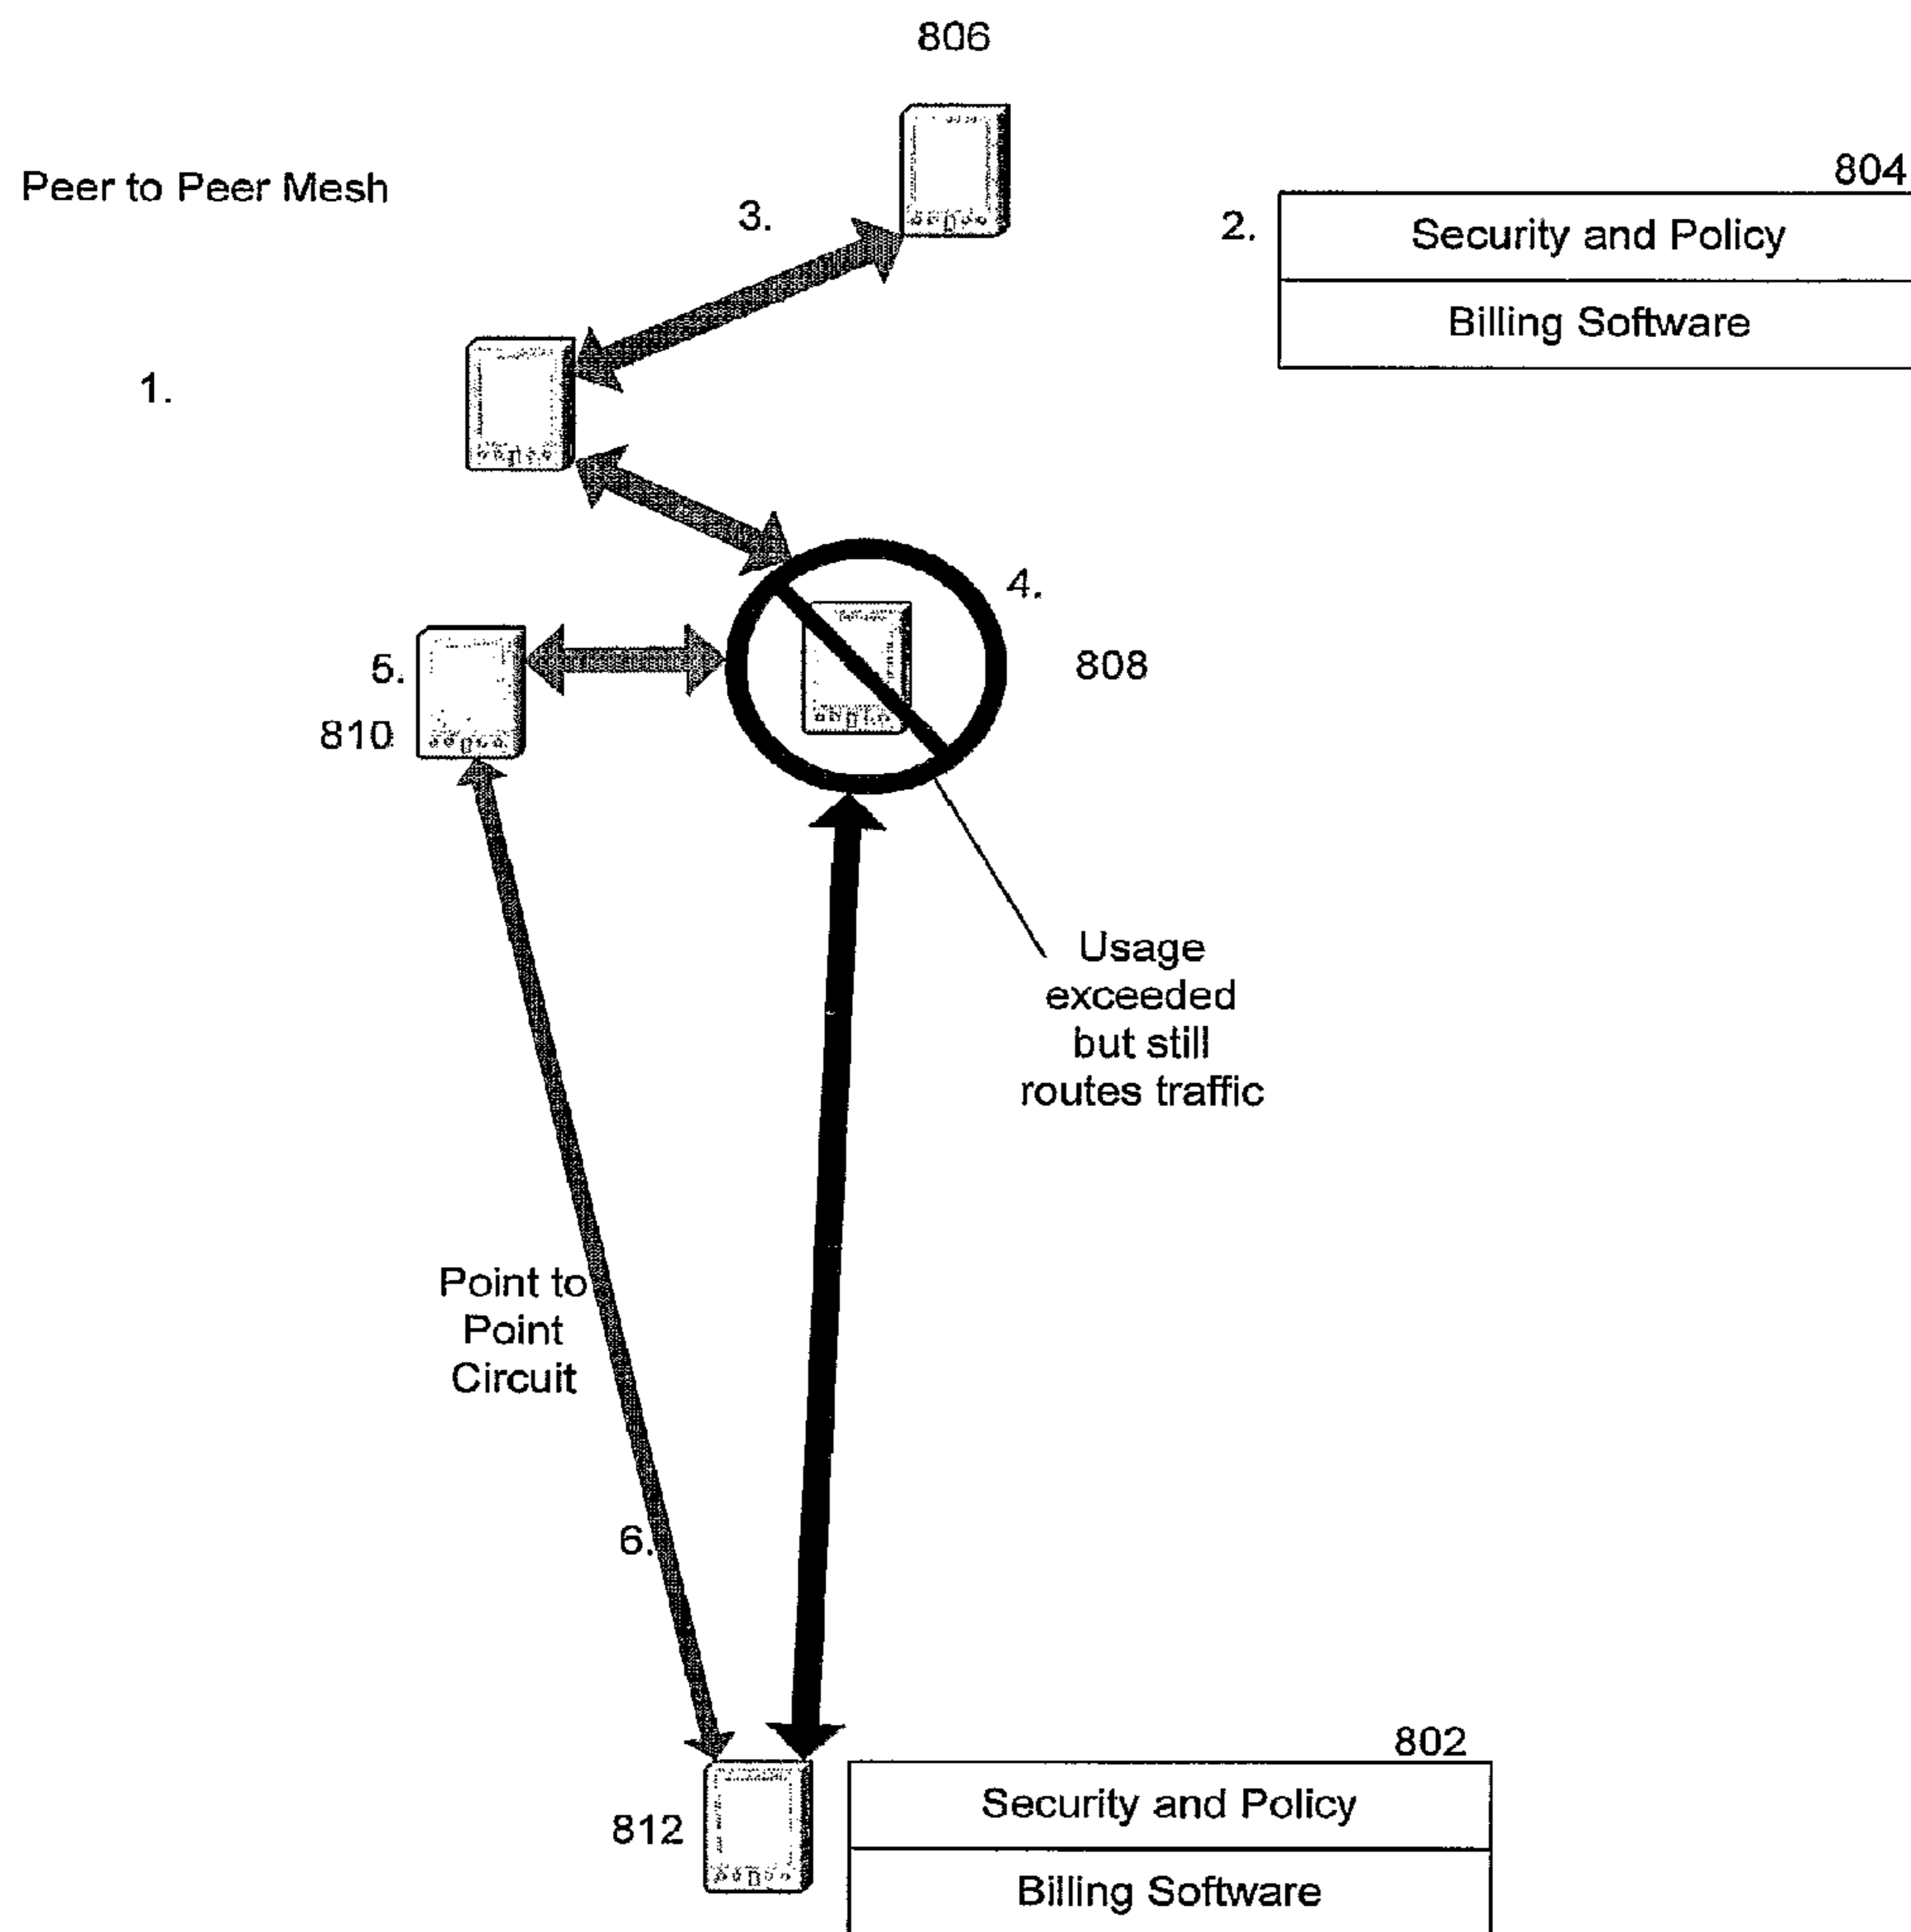 806
Peer to Peer Mesh
804
3.
2.
Security and Policy
Billing Software
1.
4.
5.
808
810
Usage
exceeded
but still
routes traffic
Point to
Point
Circuit
6.
802
812
Security and Policy
Billing Software